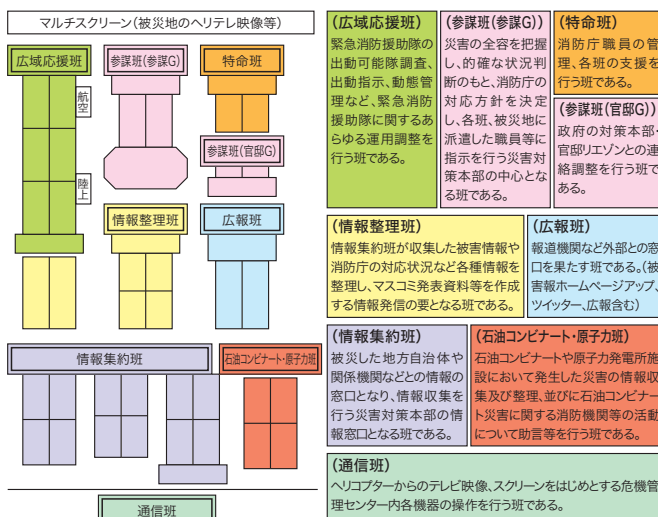 マルチスクリーン(被災地のヘリテレ映像等)
広域応援班
航空
陸上
参謀班(参謀G)
特命班
参謀班(官邸G)
情報整理班
広報班
情報集約班
石油コンビナート・原子力班
通信班
(広域応援班)
緊急消防援助隊の
出動可能隊調査、
出動指示、動態管
理など、緊急消防
援助隊に関するあ
らゆる運用調整を
行う班である。
(参謀班(参謀G))
災害の全容を把握
し、的確な状況判
断のもと、消防庁の
対応方針を決定
し、各班、被災地に
派遣した職員等に
指示を行う災害対
策本部の中心とな
る班である。
(特命班)
消防庁職員の管
理、各班の支援を
行う班である。
(参謀班(官邸G))
政府の対策本部・
官邸リエゾンとの連
絡調整を行う班で
ある。
(情報整理班)
情報集約班が収集した被害情報や
消防庁の対応状況など各種情報を
整理し、マスコミ発表資料等を作成
する情報発信の要となる班である。
(広報班)
報道機関など外部との窓
口を果たす班である。(被
害報ホームページアップ、
ツイッター、広報含む)
(情報集約班)
被災した地方自治体や
関係機関などとの情報の
窓口となり、情報収集を
行う災害対策本部の情
報窓口となる班である。
(石油コンビナート・原子力班)
石油コンビナートや原子力発電所施
設において発生した災害の情報収
集及び整理、並びに石油コンビナー
ト災害に関する消防機関等の活動
について助言等を行う班である。
(通信班)
ヘリコプターからのテレビ映像、スクリーンをはじめとする危機管
理センター内各機器の操作を行う班である。